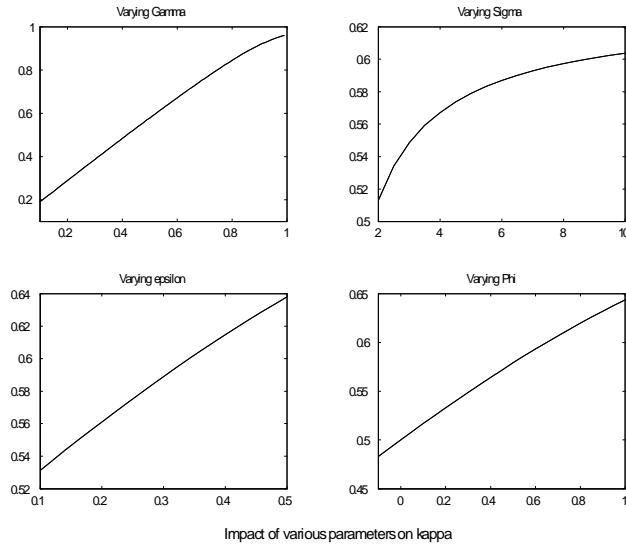 Varying Gamma
1
0.8
0.6
0.4
0.2
0.2 0.4 0.6 0.8 1
Varying Sigma
0.62
0.6
0.58
0.56
0.54
0.52
0.5
2 4 6 8 10
Varying epsilon
0.64
0.62
0.6
0.58
0.56
0.54
0.52
0.1 0.2 0.3 0.4 0.5
Varying Phi
0.65
0.6
0.55
0.5
0.45
0 0.2 0.4 0.6 0.8 1
Impact of various parameters on kappa